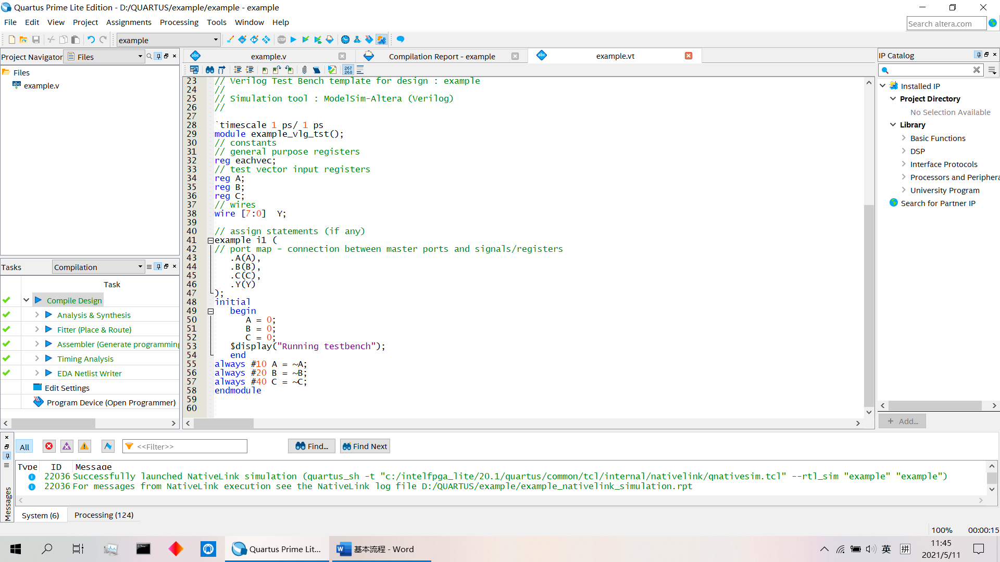 Quartus Prime Lite Edition - D:/QUARTUS/example/example - example
File Edit View Project Assignments Processing Tools Window Help
Search altera.com
example
Project Navigator Files
example.v
Compilation Report - example
example.vt
IP Catalog
Files
example.v
267
268
23 // Verilog Test Bench template for design : example
24 //
25 // Simulation tool : ModelSim-Altera (Verilog)
26 //
27
28 `timescale 1 ps/ 1 ps
29 module example_vlg_tst();
30 // constants
31 // general purpose registers
32 reg eachvec;
33 // test vector input registers
34 reg A;
35 reg B;
36 reg C;
37 // wires
38 wire [7:0]  Y;
39
40 // assign statements (if any)
41 example i1 (
42 // port map - connection between master ports and signals/registers
43    .A(A),
44    .B(B),
45    .C(C),
46    .Y(Y)
47 );
48 initial
49    begin
50       A = 0;
51       B = 0;
52       C = 0;
53    $display("Running testbench");
54    end
55 always #10 A = ~A;
56 always #20 B = ~B;
57 always #40 C = ~C;
58 endmodule
59
60
Installed IP
Project Directory
No Selection Available
Library
Basic Functions
DSP
Interface Protocols
Processors and Periphera
University Program
Search for Partner IP
+ Add...
Tasks Compilation
Task
Compile Design
Analysis & Synthesis
Fitter (Place & Route)
Assembler (Generate programming
Timing Analysis
EDA Netlist Writer
Edit Settings
Program Device (Open Programmer)
All <<Filter>> Find... Find Next
Type ID Message
22036 Successfully launched NativeLink simulation (quartus_sh -t "c:/intelfpga_lite/20.1/quartus/common/tcl/internal/nativelink/qnativesim.tcl" --rtl_sim "example" "example")
22036 For messages from NativeLink execution see the NativeLink log file D:/QUARTUS/example/example_nativelink_simulation.rpt
Messages
System (6) Processing (124)
100% 00:00:15
Quartus Prime Lit...
基本流程 - Word
英 拼
11:45
2021/5/11